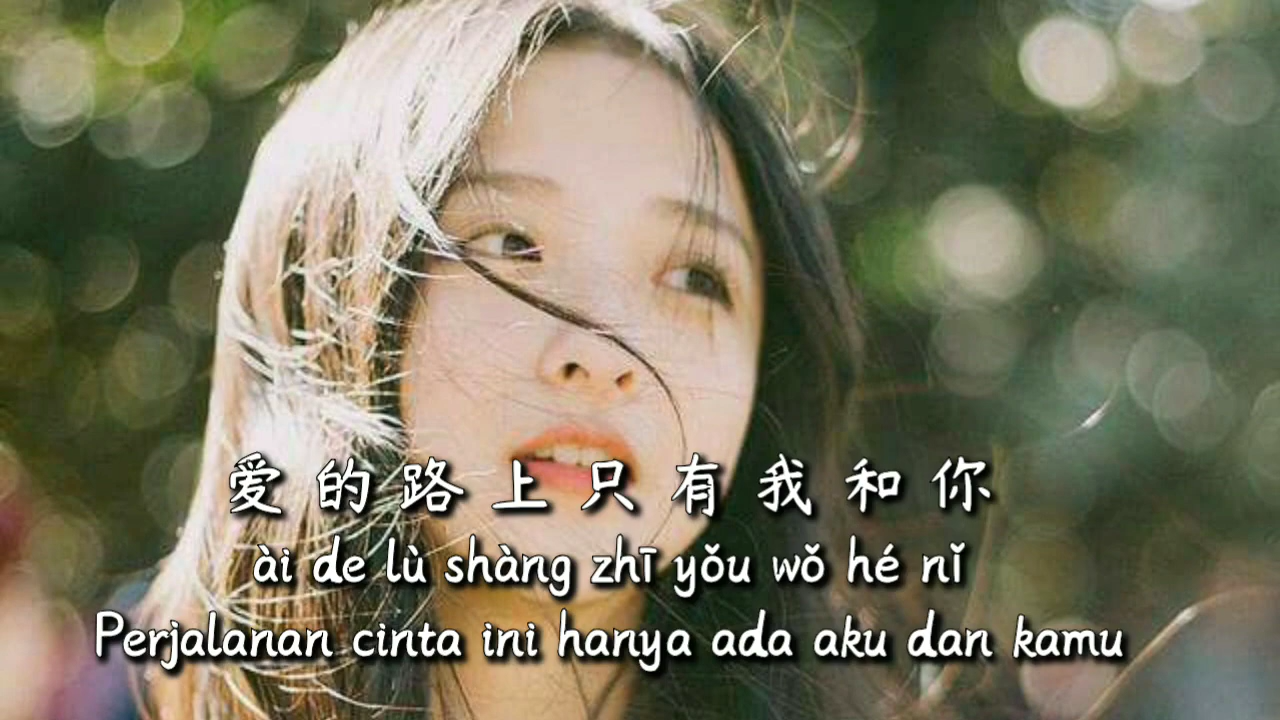 爱的路上只有我和你
ài de lù shàng zhī yǒu wǒ hé nǐ
Perjalanan cinta ini hanya ada aku dan kamu